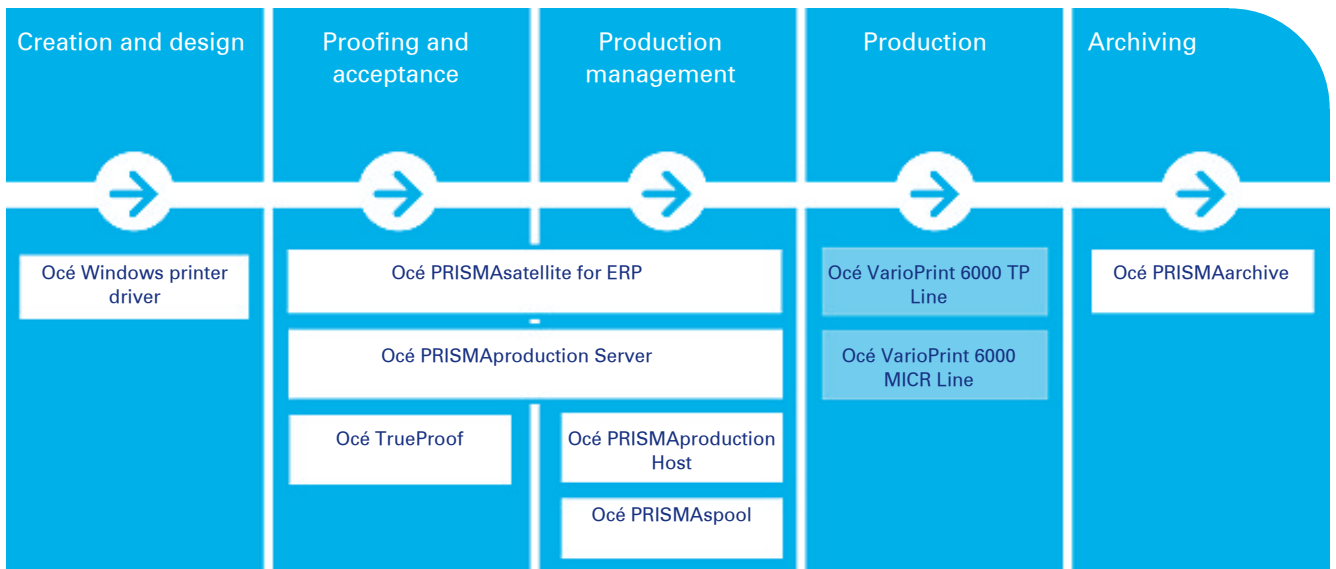 Creation and design
Proofing and
acceptance
Production
management
Production
Archiving
Océ Windows printer
driver
Océ PRISMAsatellite for ERP
Océ PRISMAproduction Server
Océ TrueProof
Océ PRISMAproduction
Host
Océ PRISMAspool
Océ VarioPrint 6000 TP
Line
Océ VarioPrint 6000
MICR Line
Océ PRISMAarchive